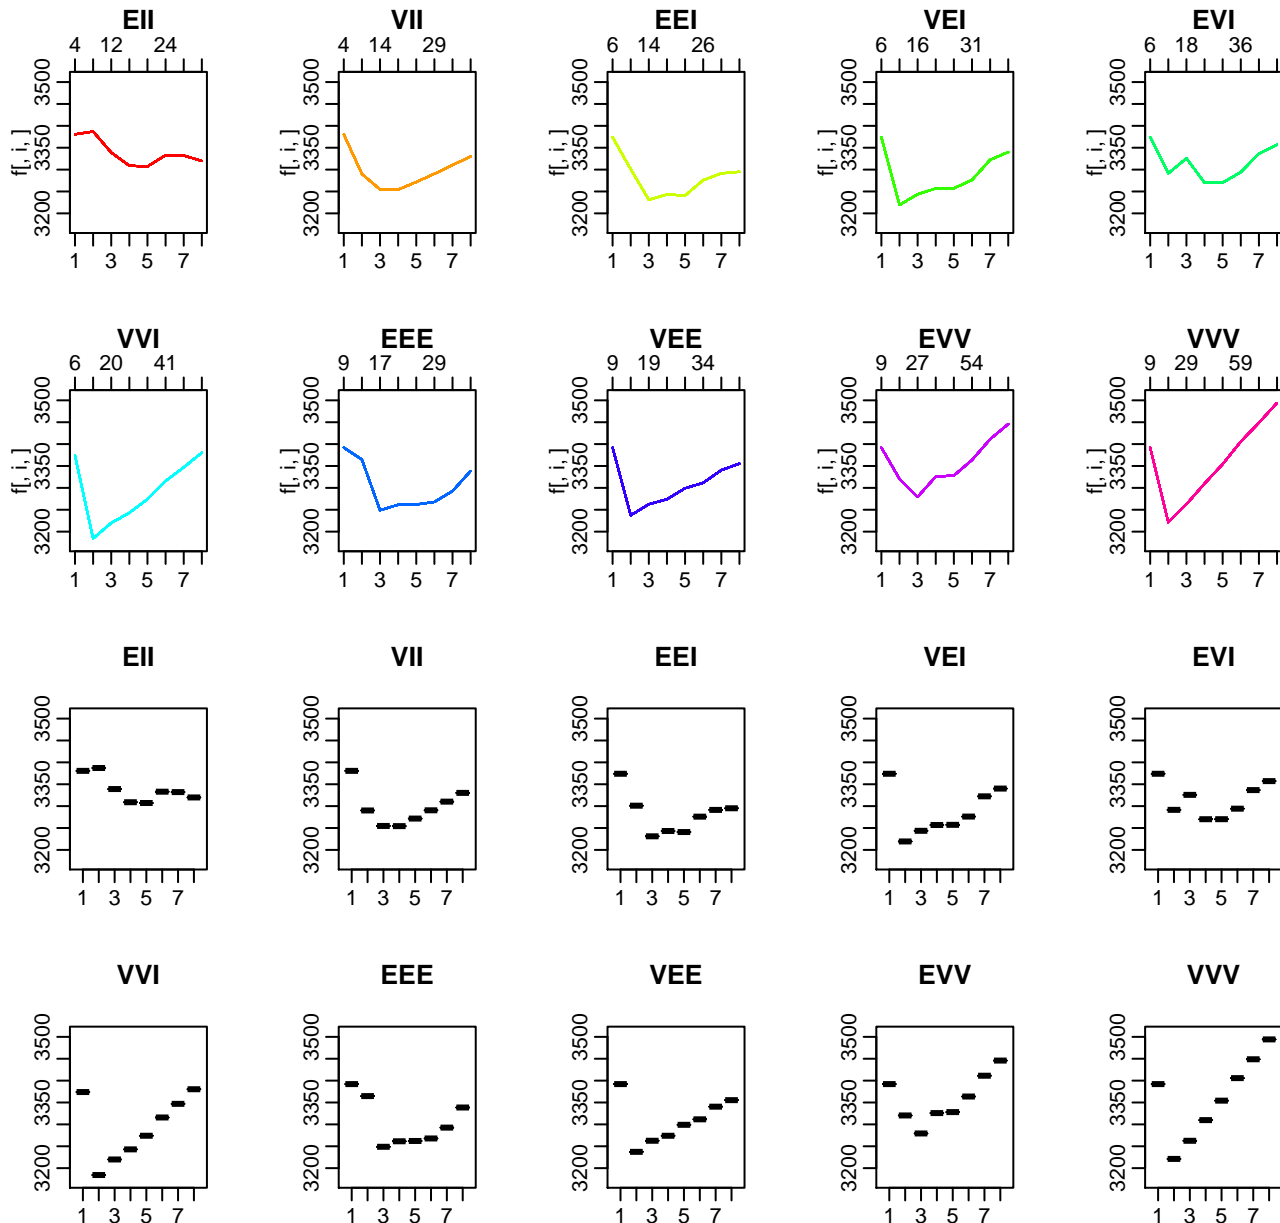 EII VII EEI VEI EVI
4 12 24 4 14 29 6 14 26 6 16 31 6 18 36
f[, i, ] 3200 3350 3500 f[, i, ] 3200 3350 3500 f[, i, ] 3200 3350 3500 f[, i, ] 3200 3350 3500 f[, i, ] 3200 3350 3500
1 3 5 7 1 3 5 7 1 3 5 7 1 3 5 7 1 3 5 7
VVI EEE VEE EVV VVV
6 20 41 9 17 29 9 19 34 9 27 54 9 29 59
f[, i, ] 3200 3350 3500 f[, i, ] 3200 3350 3500 f[, i, ] 3200 3350 3500 f[, i, ] 3200 3350 3500 f[, i, ] 3200 3350 3500
1 3 5 7 1 3 5 7 1 3 5 7 1 3 5 7 1 3 5 7
EII VII EEI VEI EVI
3200 3350 3500 3200 3350 3500 3200 3350 3500 3200 3350 3500 3200 3350 3500
1 3 5 7 1 3 5 7 1 3 5 7 1 3 5 7 1 3 5 7
VVI EEE VEE EVV VVV
3200 3350 3500 3200 3350 3500 3200 3350 3500 3200 3350 3500 3200 3350 3500
1 3 5 7 1 3 5 7 1 3 5 7 1 3 5 7 1 3 5 7